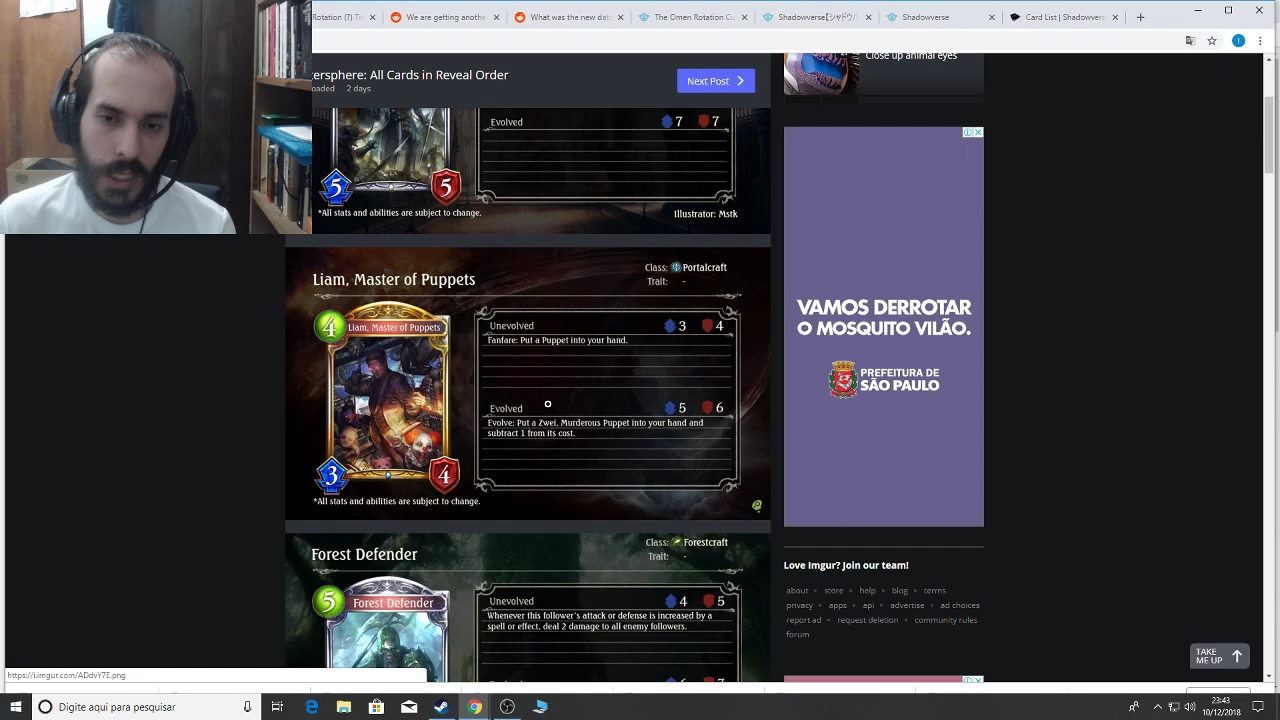 Rotation (?) Ti
We are getting anothe
What was the new dat
The Omen Rotation Cu
Shadowverse
Shadowverse
Card List | Shadowvers
ersphere: All Cards in Reveal Order
oaded 2 days
Next Post
Close up animal eyes
Evolved 7 7
5 5
*All stats and abilities are subject to change.
Illustrator: Mstk
Liam, Master of Puppets
Class: Portalcraft
Trait: -
4 Liam, Master of Puppets
Unevolved 3 4
Fanfare: Put a Puppet into your hand.
Evolved 5 6
Evolve: Put a Zwei, Murderous Puppet into your hand and
subtract 1 from its cost.
3 4
*All stats and abilities are subject to change.
Forest Defender
Class: Forestcraft
Trait: -
5 Forest Defender
Unevolved 4 5
Whenever this follower's attack or defense is increased by a
spell or effect, deal 2 damage to all enemy followers.
VAMOS DERROTAR
O MOSQUITO VILÃO.
PREFEITURA DE
SÃO PAULO
Love Imgur? Join our team!
about store help blog terms
privacy apps api advertise ad choices
report ad request deletion community rules
forum
TAKE
ME UP
https://i.imgur.com/ADdvY7E.png
Digite aqui para pesquisar
23:43
10/12/2018